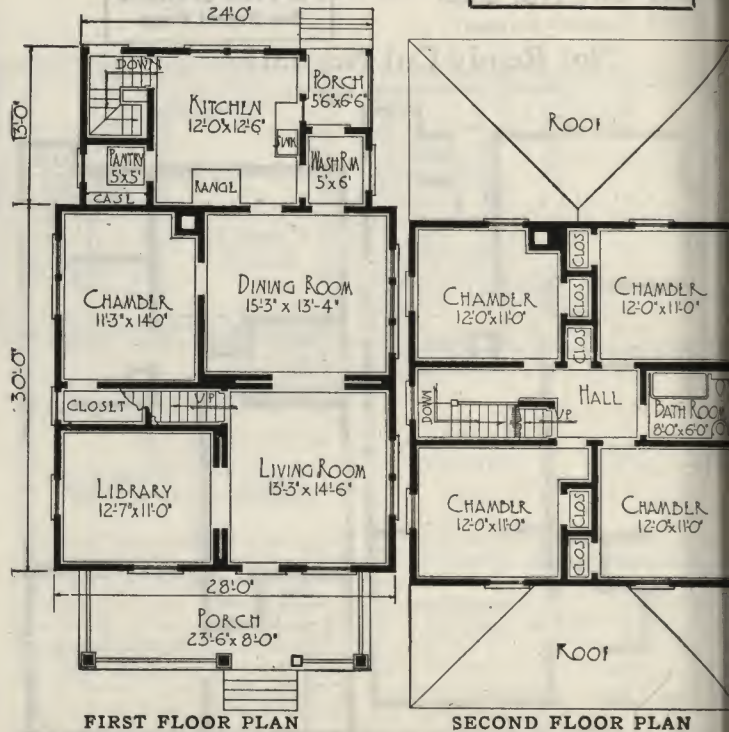 24'-0"
DOWN
KITCHEN
12'-0"X12'-6"
PORCH
5'6"x6'6"
13'-0"
SINK
PANTRY
5'x5'
WASH RM
5'x6'
CASE
RANGE
CHAMBER
11'-3"x14'-0"
DINING ROOM
15'-3" x 13'-4"
30'-0"
CLOSET
UP
LIBRARY
12'-7"x11'-0"
LIVING ROOM
13'-3"x14'-6"
28'-0"
PORCH
23'-6"x8'-0"
FIRST FLOOR PLAN
ROOF
CLOS
CHAMBER
12'-0"x11'-0"
CLOS
CHAMBER
12'-0"x11'-0"
CLOS
DOWN
HALL
UP
BATH ROOM
8'-0"x6'-0"
CHAMBER
12'-0"x11'-0"
CLOS
CHAMBER
12'-0"x11'-0"
CLOS
ROOF
SECOND FLOOR PLAN